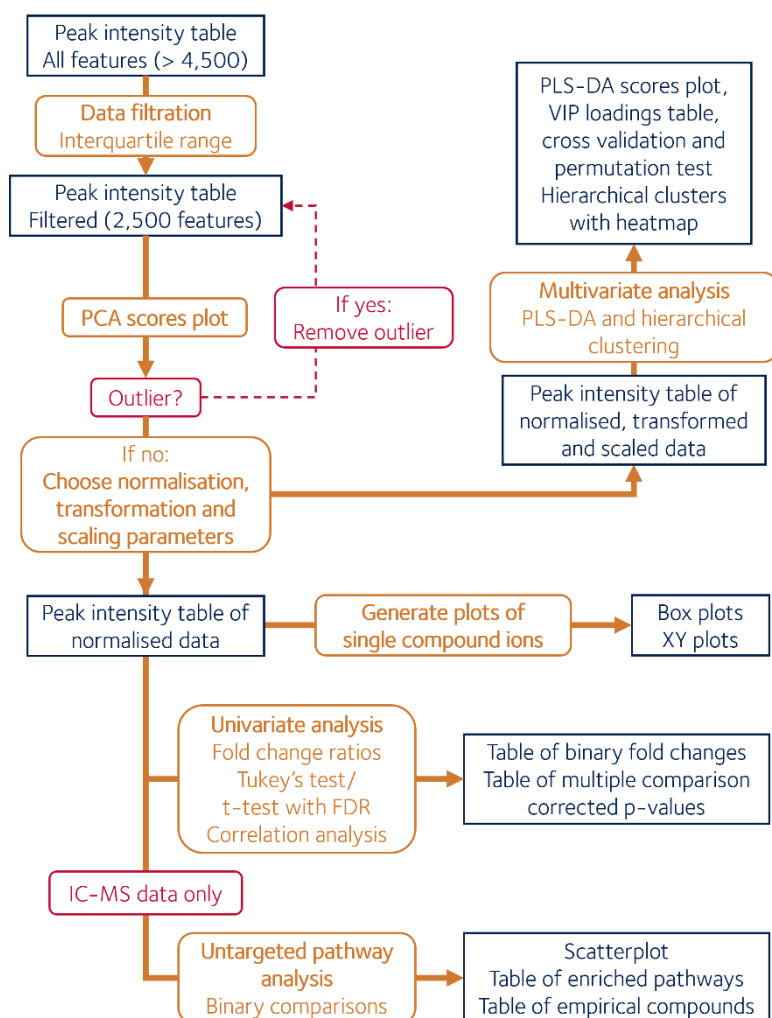 Peak intensity table
All features (> 4,500)
Data filtration
Interquartile range
Peak intensity table
Filtered (2,500 features)
PCA scores plot
If yes:
Remove outlier
Outlier?
If no:
Choose normalisation,
transformation and
scaling parameters
PLS-DA scores plot,
VIP loadings table,
cross validation and
permutation test
Hierarchical clusters
with heatmap
Multivariate analysis
PLS-DA and hierarchical
clustering
Peak intensity table of
normalised, transformed
and scaled data
Peak intensity table of
normalised data
Generate plots of
single compound ions
Box plots
XY plots
Univariate analysis
Fold change ratios
Tukey's test/
t-test with FDR
Correlation analysis
Table of binary fold changes
Table of multiple comparison
corrected p-values
IC-MS data only
Untargeted pathway
analysis
Binary comparisons
Scatterplot
Table of enriched pathways
Table of empirical compounds